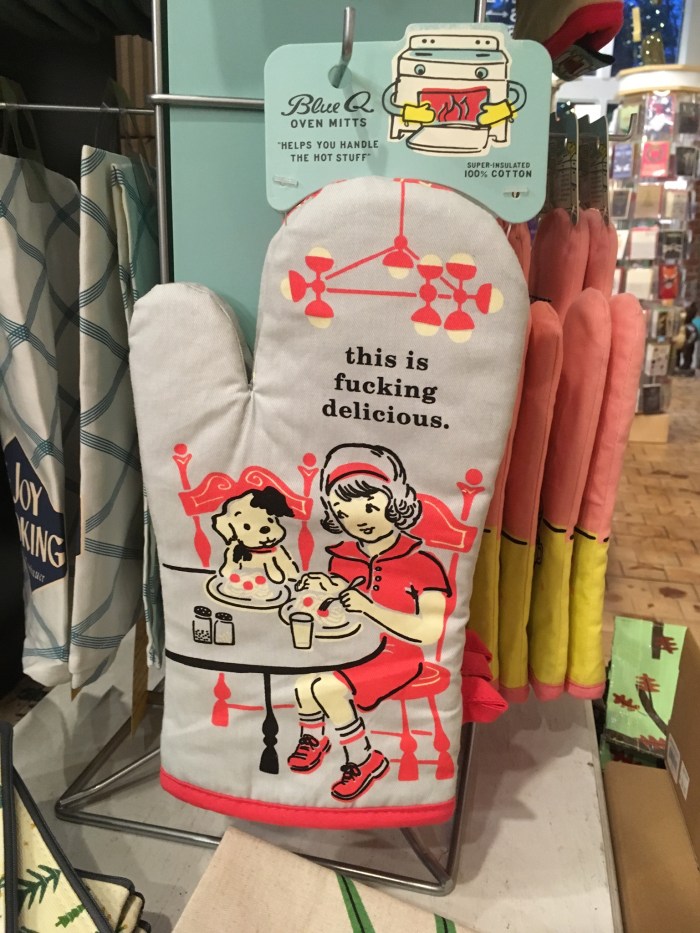 Blue Q
OVEN MITTS
"HELPS YOU HANDLE
THE HOT STUFF"
SUPER-INSULATED
100% COTTON
this is
fucking
delicious.
JOY
KING